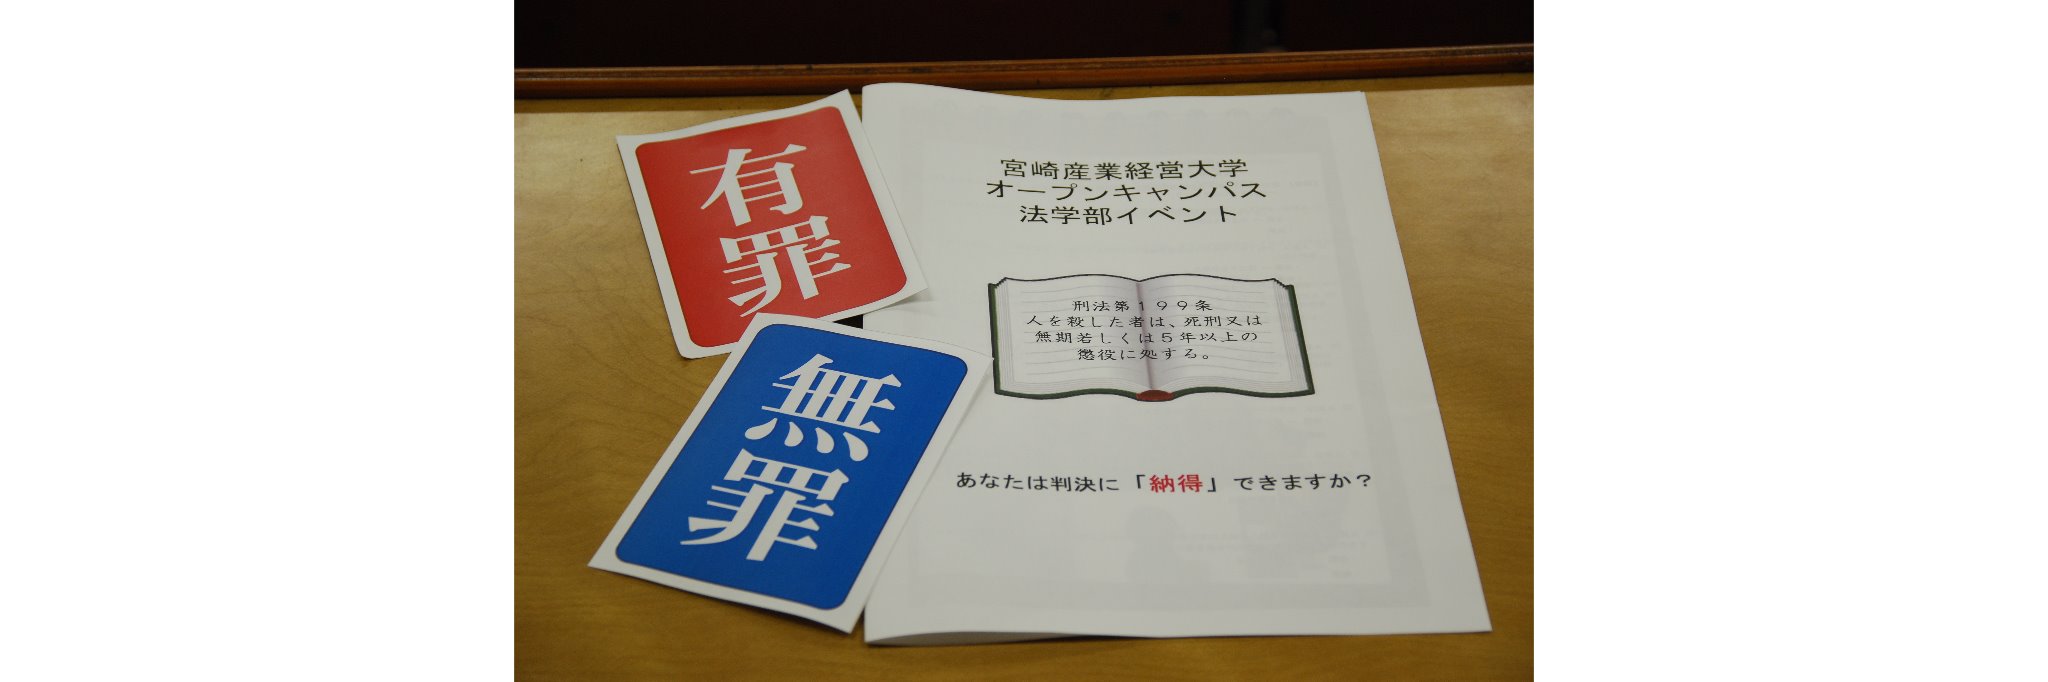 有罪
無罪
宮崎産業経営大学
オープンキャンパス
法学部イベント
刑法第１９９条
人を殺した者は、死刑又は
無期若しくは５年以上の
懲役に処する。
あなたは判決に「納得」できますか？